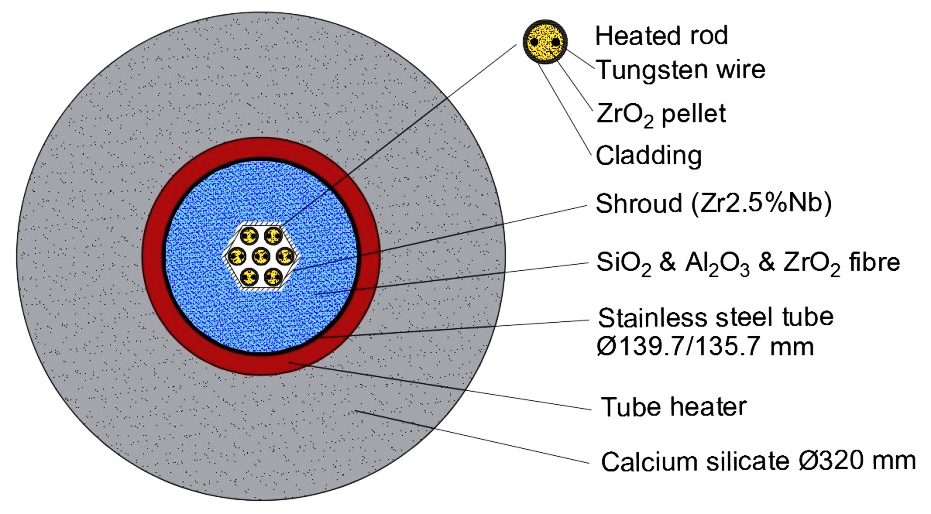 Heated rod
Tungsten wire
ZrO₂ pellet
Cladding
Shroud (Zr2.5%Nb)
SiO₂ & Al₂O₃ & ZrO₂ fibre
Stainless steel tube
Ø139.7/135.7 mm
Tube heater
Calcium silicate Ø320 mm